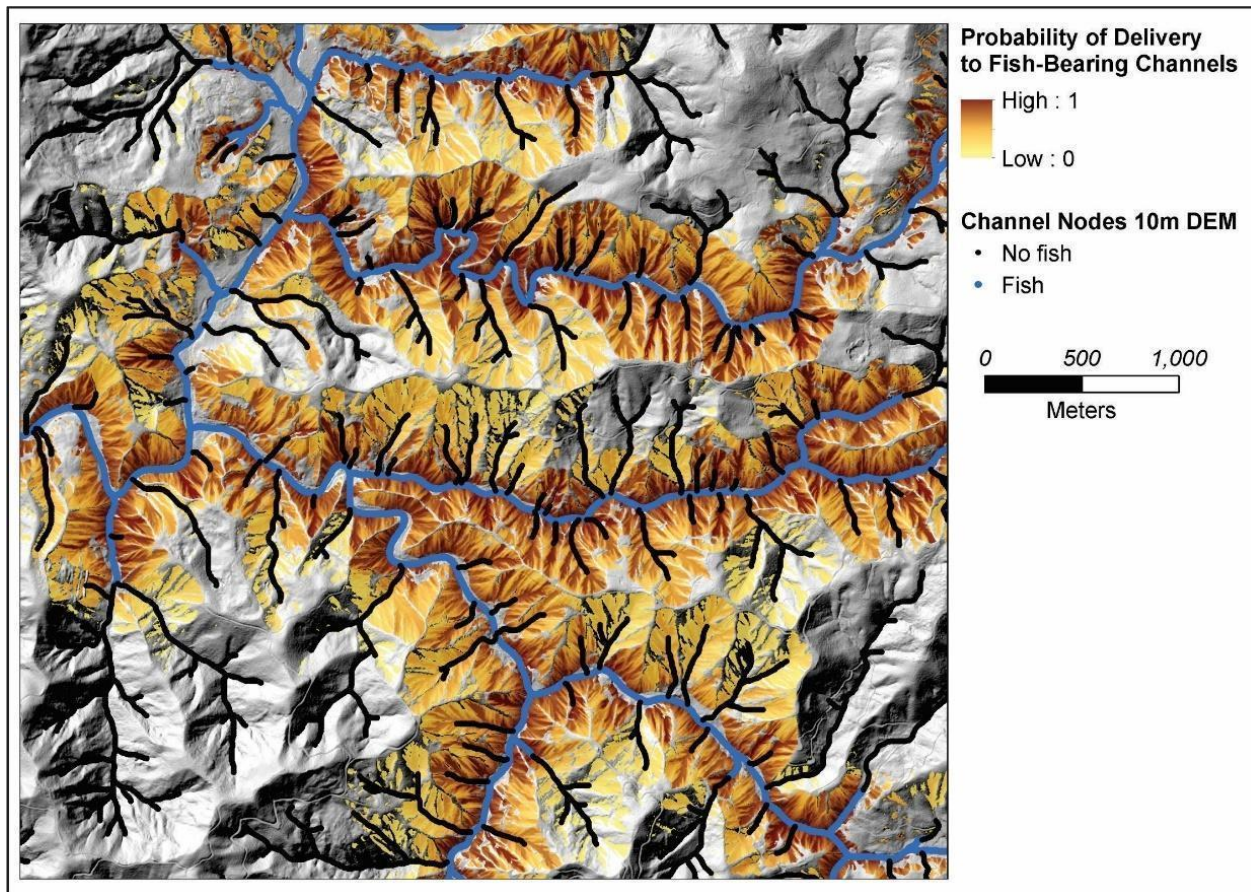 Probability of Delivery
to Fish-Bearing Channels
High : 1
Low : 0
Channel Nodes 10m DEM
No fish
Fish
0 500 1,000
Meters